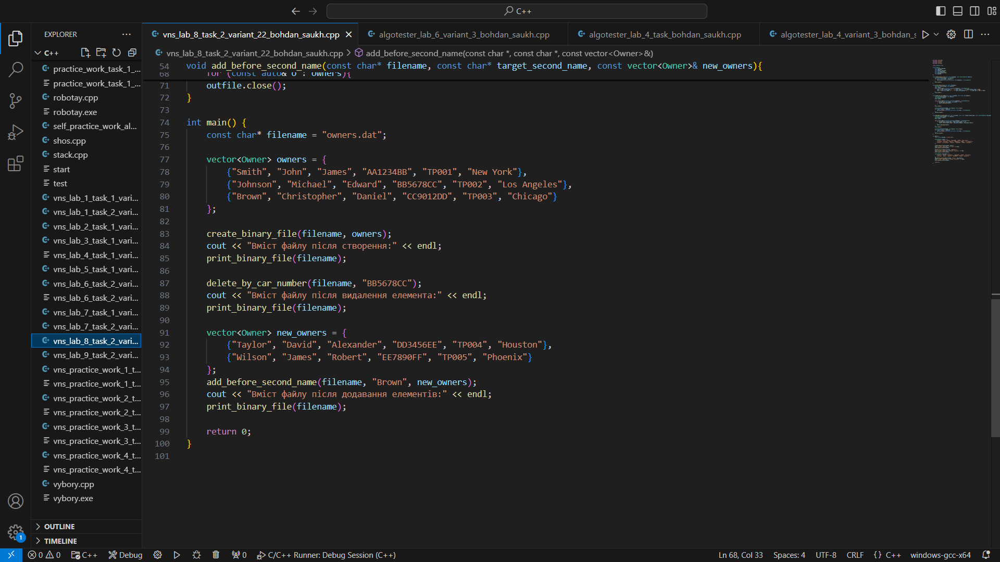 C++
EXPLORER
vns_lab_8_task_2_variant_22_bohdan_saukh.cpp
algotester_lab_6_variant_3_bohdan_saukh.cpp
algotester_lab_4_task_bohdan_saukh.cpp
algotester_lab_4_variant_3_bohdan_s
C++
practice_work_task_1_...
practice_work_task_1_...
robotay.cpp
robotay.exe
self_practice_work_al...
shos.cpp
stack.cpp
start
test
vns_lab_1_task_1_vari...
vns_lab_1_task_2_vari...
vns_lab_2_task_1_vari...
vns_lab_3_task_1_vari...
vns_lab_4_task_1_vari...
vns_lab_5_task_1_vari...
vns_lab_6_task_2_vari...
vns_lab_6_task_2_vari...
vns_lab_7_task_1_vari...
vns_lab_7_task_2_vari...
vns_lab_8_task_2_vari...
vns_lab_9_task_2_vari...
vns_practice_work_1_t...
vns_practice_work_1_t...
vns_practice_work_2_t...
vns_practice_work_2_t...
vns_practice_work_3_t...
vns_practice_work_3_t...
vns_practice_work_4_t...
vns_practice_work_4_t...
vybory.cpp
vybory.exe
OUTLINE
TIMELINE
1
vns_lab_8_task_2_variant_22_bohdan_saukh.cpp > add_before_second_name(const char *, const char *, const vector<Owner>&)
54 void add_before_second_name(const char* filename, const char* target_second_name, const vector<Owner>& new_owners){
68 for (const auto& o : owners){
71 outfile.close();
72 }
73
74 int main() {
75 const char* filename = "owners.dat";
76
77 vector<Owner> owners = {
78 {"Smith", "John", "James", "AA1234BB", "TP001", "New York"},
79 {"Johnson", "Michael", "Edward", "BB5678CC", "TP002", "Los Angeles"},
80 {"Brown", "Christopher", "Daniel", "CC9012DD", "TP003", "Chicago"}
81 };
82
83 create_binary_file(filename, owners);
84 cout << "Вміст файлу після створення:" << endl;
85 print_binary_file(filename);
86
87 delete_by_car_number(filename, "BB5678CC");
88 cout << "Вміст файлу після видалення елемента:" << endl;
89 print_binary_file(filename);
90
91 vector<Owner> new_owners = {
92 {"Taylor", "David", "Alexander", "DD3456EE", "TP004", "Houston"},
93 {"Wilson", "James", "Robert", "EE7890FF", "TP005", "Phoenix"}
94 };
95 add_before_second_name(filename, "Brown", new_owners);
96 cout << "Вміст файлу після додавання елементів:" << endl;
97 print_binary_file(filename);
98
99 return 0;
100 }
101
0 0 C++ Debug 0 C/C++ Runner: Debug Session (C++) Ln 68, Col 33 Spaces: 4 UTF-8 CRLF {} C++ windows-gcc-x64